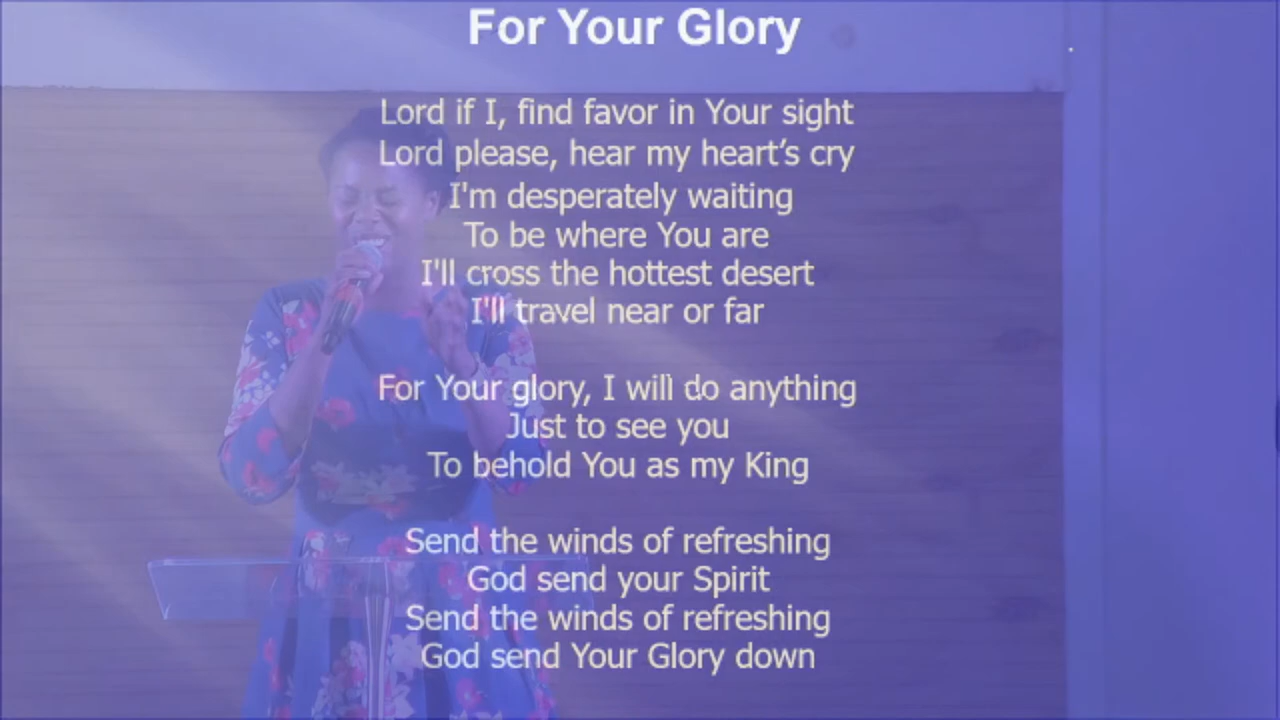 For Your Glory
Lord if I, find favor in Your sight
Lord please, hear my heart’s cry
I'm desperately waiting
To be where You are
I'll cross the hottest desert
I'll travel near or far
For Your glory, I will do anything
Just to see you
To behold You as my King
Send the winds of refreshing
God send your Spirit
Send the winds of refreshing
God send Your Glory down